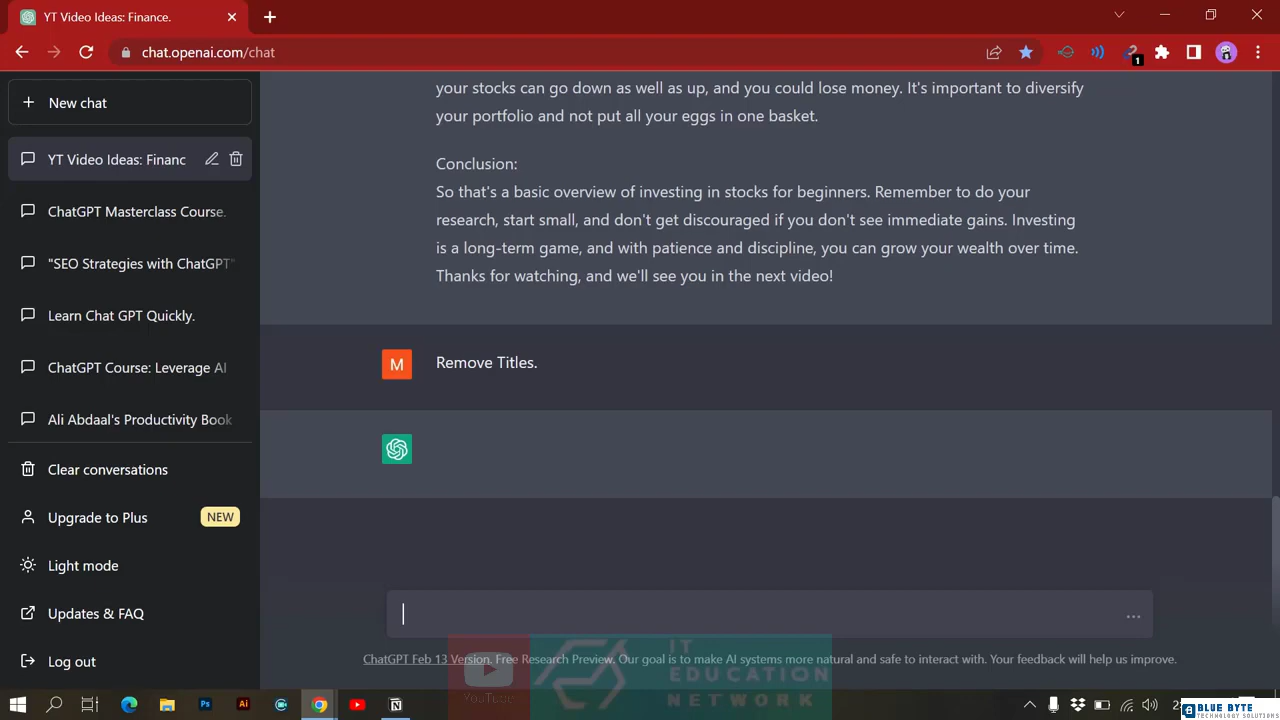 YT Video Ideas: Finance.
chat.openai.com/chat
1
New chat
YT Video Ideas: Financ
ChatGPT Masterclass Course.
"SEO Strategies with ChatGPT"
Learn Chat GPT Quickly.
ChatGPT Course: Leverage AI
Ali Abdaal's Productivity Book
Clear conversations
Upgrade to Plus NEW
Light mode
Updates & FAQ
Log out
your stocks can go down as well as up, and you could lose money. It's important to diversify
your portfolio and not put all your eggs in one basket.
Conclusion:
So that's a basic overview of investing in stocks for beginners. Remember to do your
research, start small, and don't get discouraged if you don't see immediate gains. Investing
is a long-term game, and with patience and discipline, you can grow your wealth over time.
Thanks for watching, and we'll see you in the next video!
M Remove Titles.
ChatGPT Feb 13 Version. Free Research Preview. Our goal is to make AI systems more natural and safe to interact with. Your feedback will help us improve.
YouTube
IT
EDUCATION
NETWORK
Ps
Ai
BLUE BYTE
TECHNOLOGY SOLUTIONS